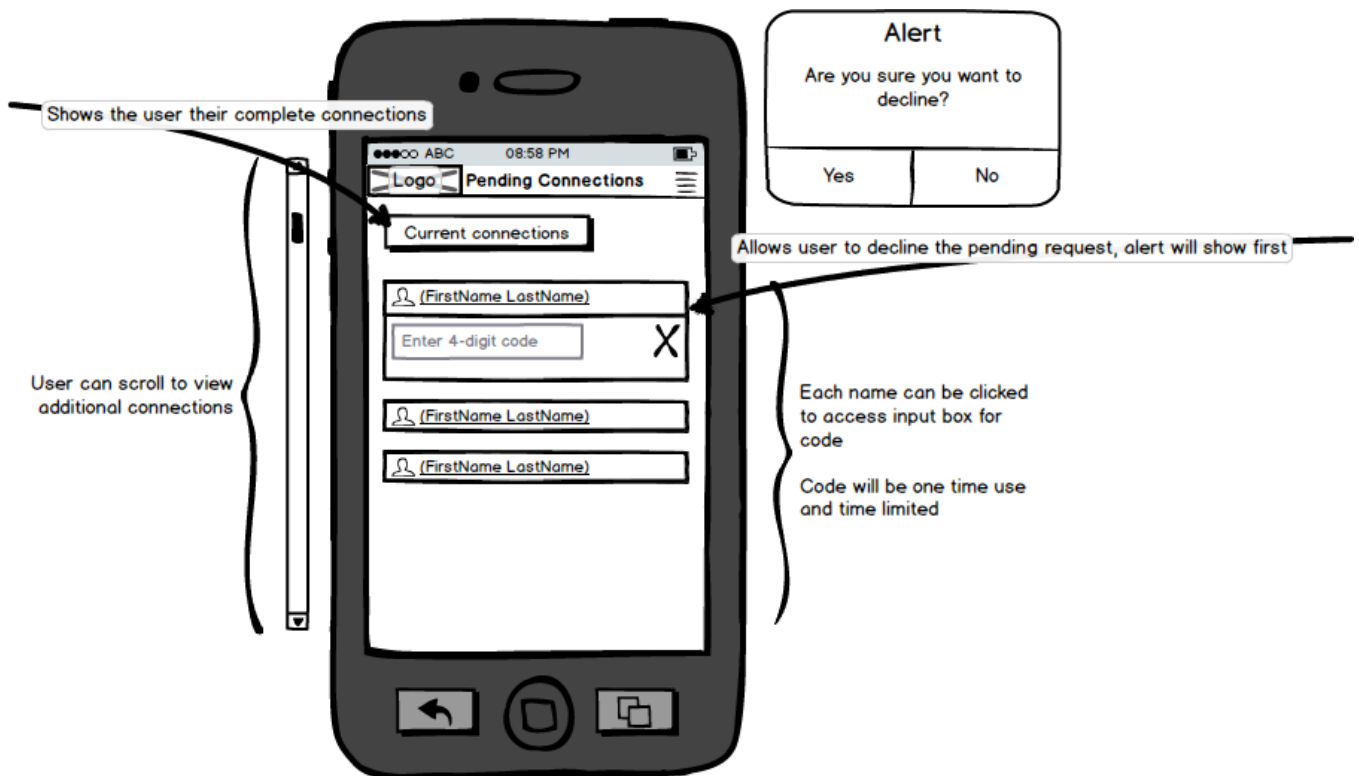 Alert
Are you sure you want to
decline?
Yes No
Shows the user their complete connections
ABC 08:58 PM
Logo Pending Connections
Current connections
Allows user to decline the pending request, alert will show first
(FirstName LastName)
Enter 4-digit code
X
(FirstName LastName)
(FirstName LastName)
User can scroll to view
additional connections
Each name can be clicked
to access input box for
code
Code will be one time use
and time limited